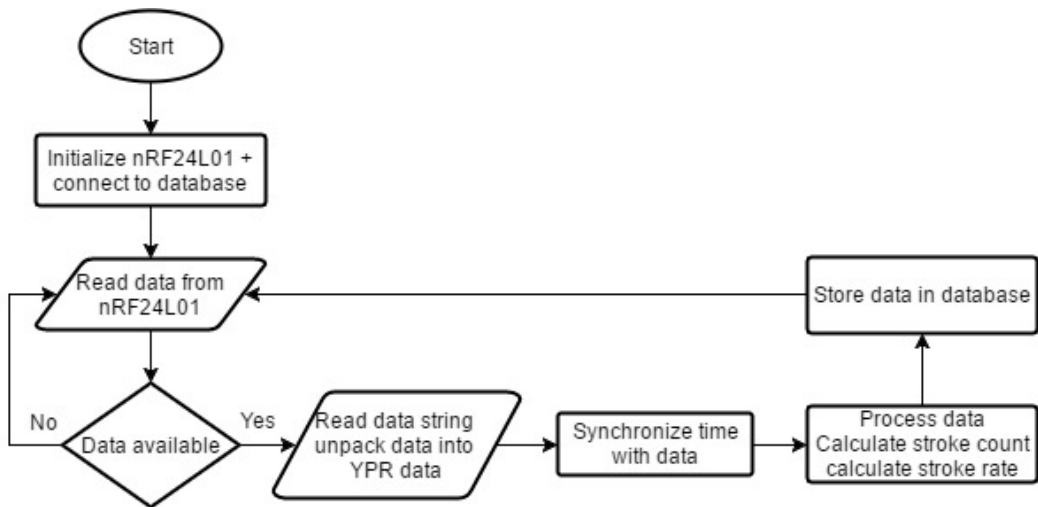 Start
Initialize nRF24L01 +
connect to database
Read data from
nRF24L01
Store data in database
No
Data available
Yes
Read data string
unpack data into
YPR data
Synchronize time
with data
Process data
Calculate stroke count
calculate stroke rate